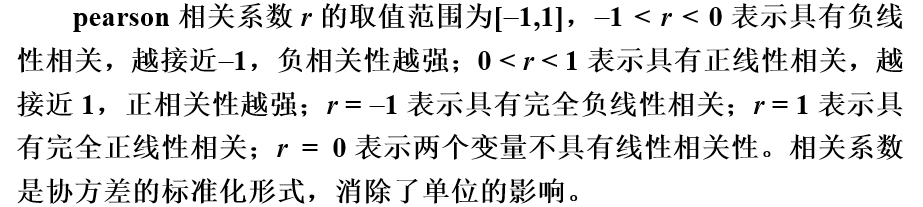 pearson 相关系数 r 的取值范围为[–1,1]，–1 < r < 0 表示具有负线
性相关，越接近–1，负相关性越强；0 < r < 1 表示具有正线性相关，越
接近 1，正相关性越强；r = –1 表示具有完全负线性相关；r = 1 表示具
有完全正线性相关；r = 0 表示两个变量不具有线性相关性。相关系数
是协方差的标准化形式，消除了单位的影响。